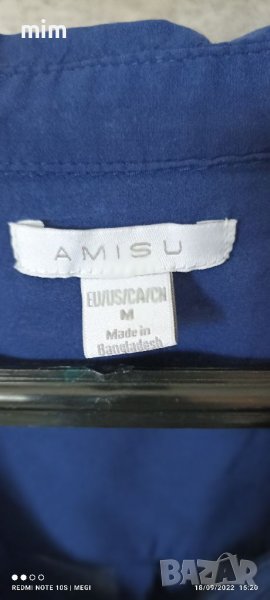 mim
AMISU
EU/US/CA/CN
M
Made in
Bangladesh
REDMI NOTE 10S | MEGI
18/09/2022 15:20
BAZAR